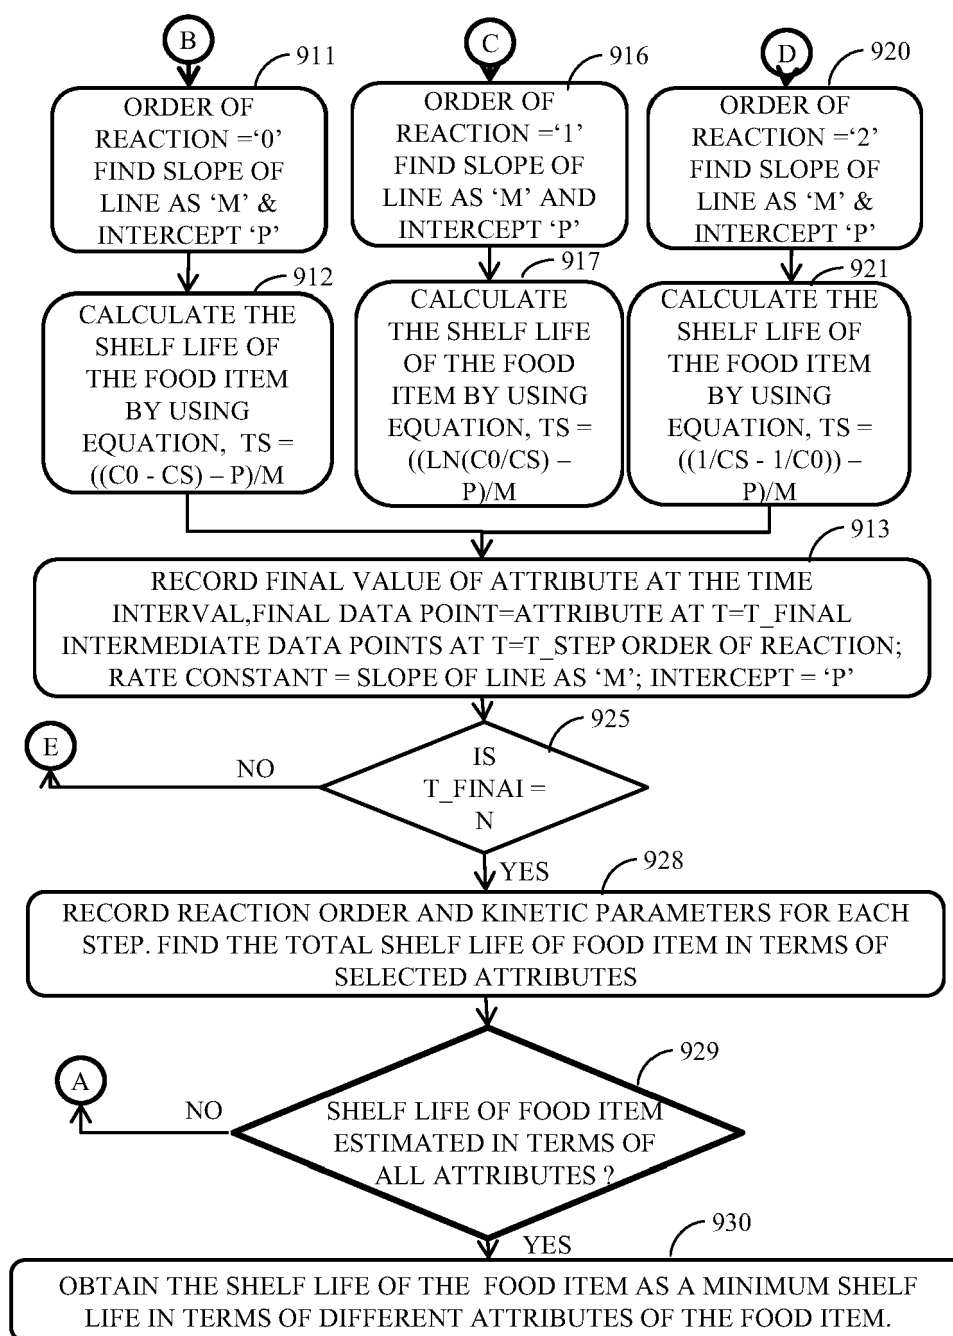 B
911
ORDER OF
REACTION =‘0’
FIND SLOPE OF
LINE AS ‘M’ &
INTERCEPT ‘P’
C
916
ORDER OF
REACTION =‘1’
FIND SLOPE OF
LINE AS ‘M’ AND
INTERCEPT ‘P’
D
920
ORDER OF
REACTION =‘2’
FIND SLOPE OF
LINE AS ‘M’ &
INTERCEPT ‘P’
912
CALCULATE THE
SHELF LIFE OF
THE FOOD ITEM
BY USING
EQUATION, TS =
((C0 - CS) – P)/M
917
CALCULATE
THE SHELF LIFE
OF THE FOOD
ITEM BY USING
EQUATION, TS =
((LN(C0/CS) –
P)/M
921
CALCULATE THE
SHELF LIFE OF
THE FOOD ITEM
BY USING
EQUATION, TS =
((1/CS - 1/C0)) –
P)/M
913
RECORD FINAL VALUE OF ATTRIBUTE AT THE TIME
INTERVAL,FINAL DATA POINT=ATTRIBUTE AT T=T_FINAL
INTERMEDIATE DATA POINTS AT T=T_STEP ORDER OF REACTION;
RATE CONSTANT = SLOPE OF LINE AS ‘M’; INTERCEPT = ‘P’
925
E
NO
IS
T_FINAI =
N
YES
928
RECORD REACTION ORDER AND KINETIC PARAMETERS FOR EACH
STEP. FIND THE TOTAL SHELF LIFE OF FOOD ITEM IN TERMS OF
SELECTED ATTRIBUTES
929
A
NO
SHELF LIFE OF FOOD ITEM
ESTIMATED IN TERMS OF
ALL ATTRIBUTES ?
YES
930
OBTAIN THE SHELF LIFE OF THE FOOD ITEM AS A MINIMUM SHELF
LIFE IN TERMS OF DIFFERENT ATTRIBUTES OF THE FOOD ITEM.